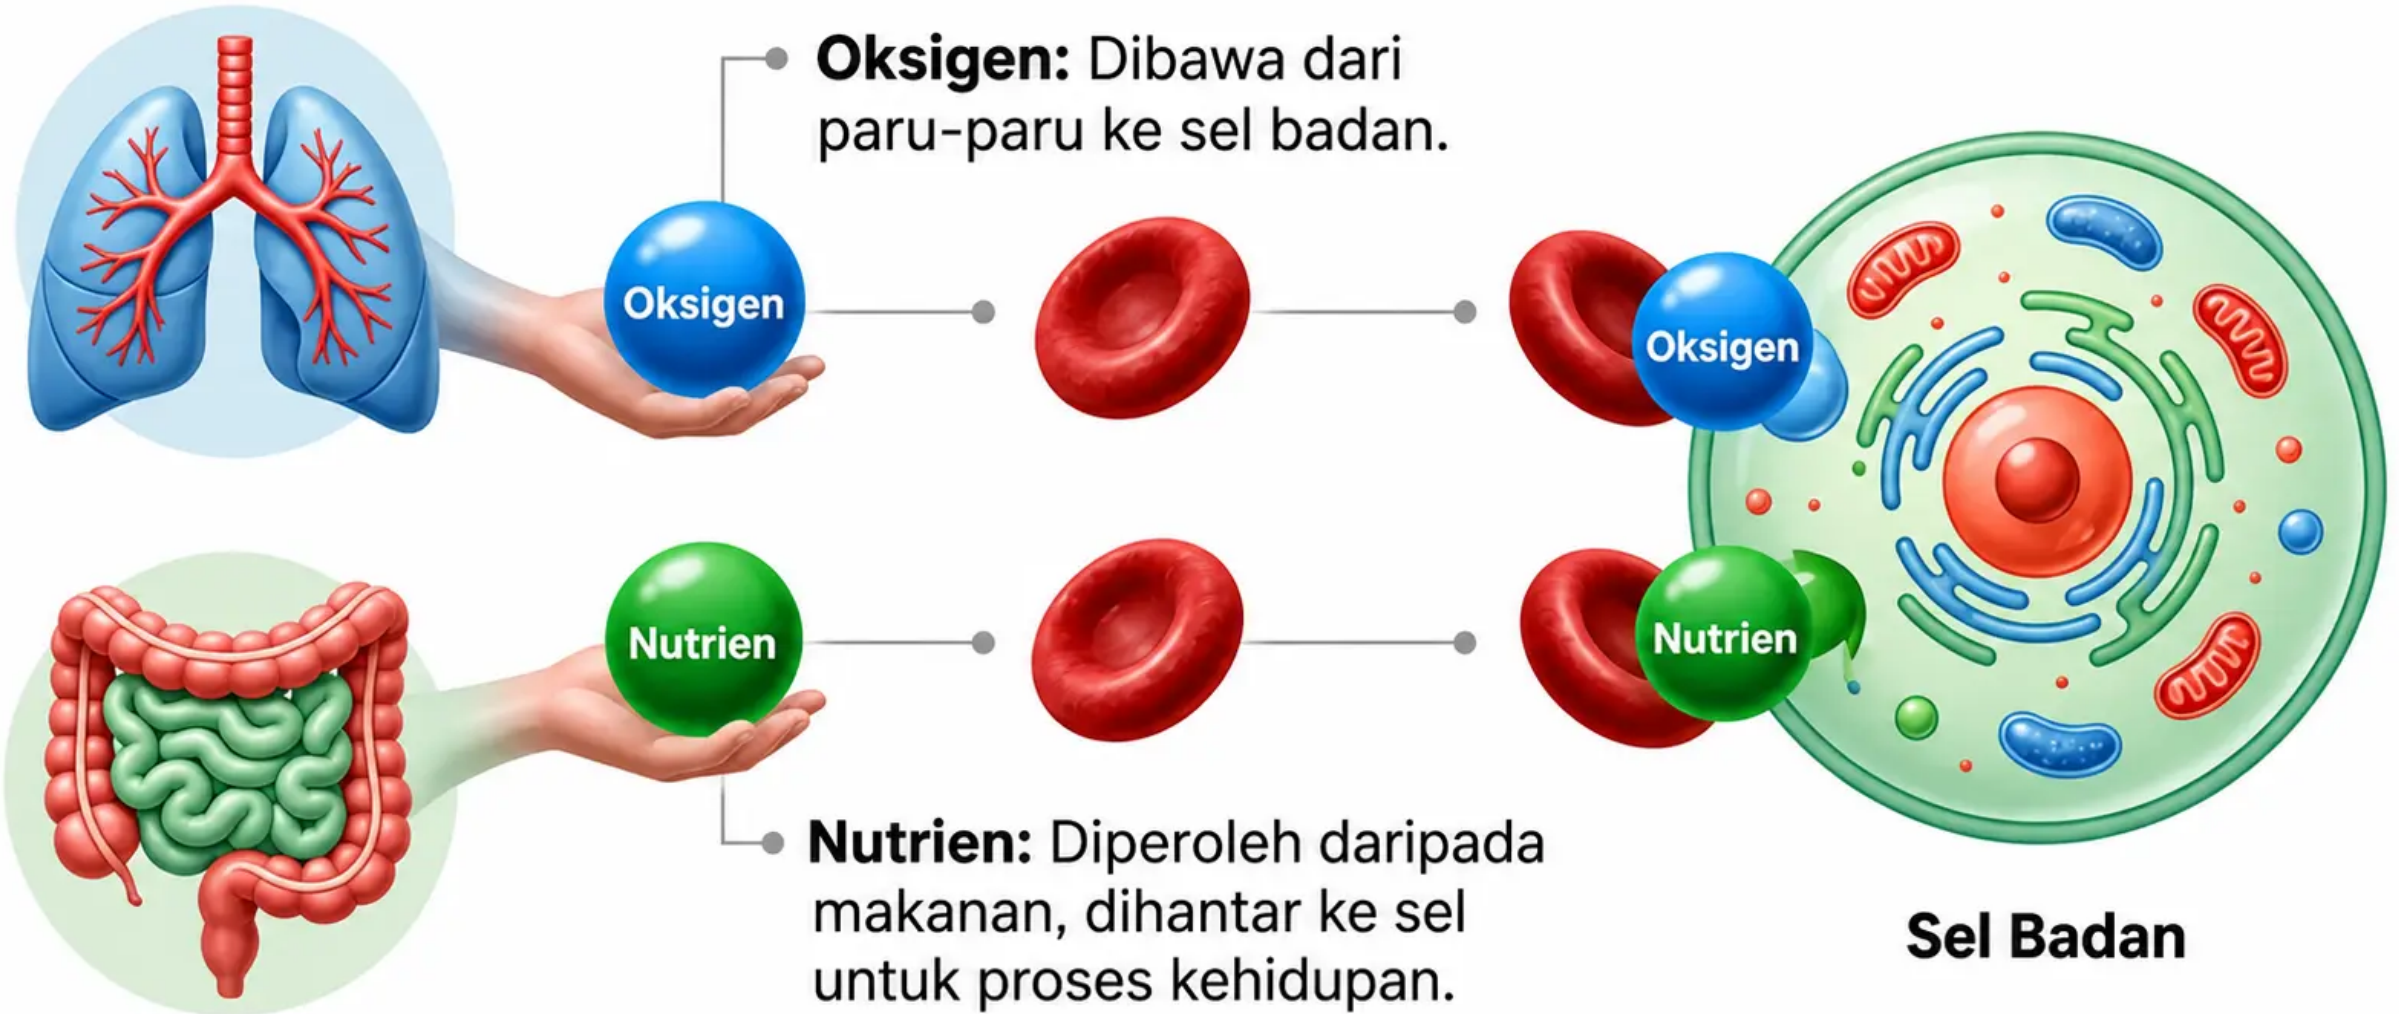 Oksigen: Dibawa dari
paru-paru ke sel badan.
Oksigen
Oksigen
Nutrien
Nutrien
Nutrien: Diperoleh daripada
makanan, dihantar ke sel
untuk proses kehidupan.
Sel Badan